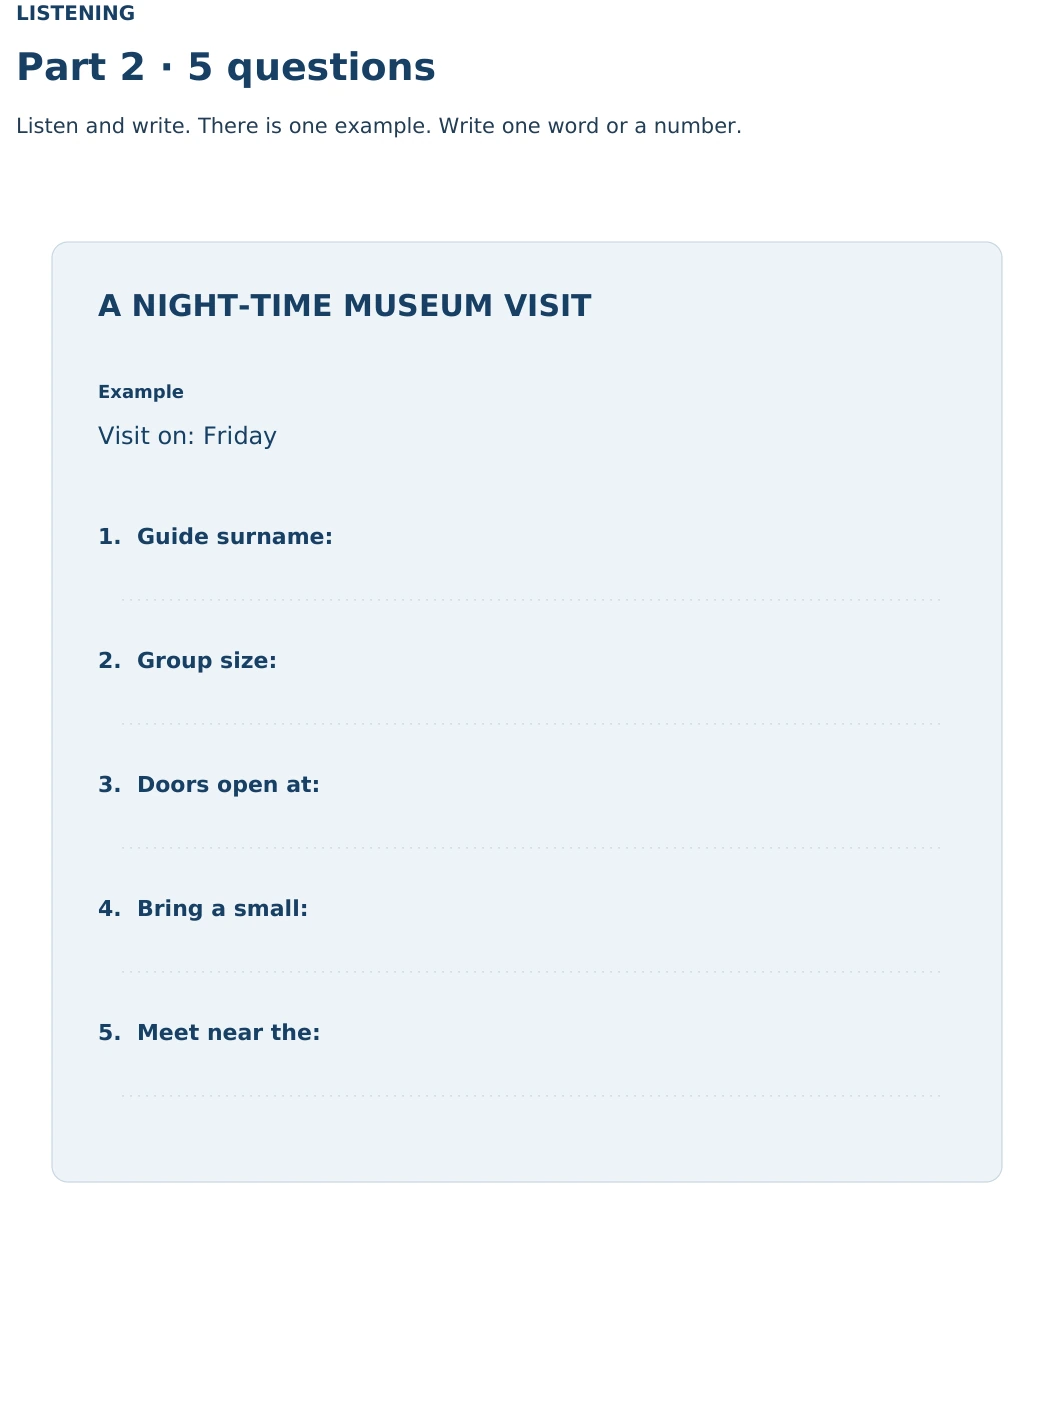 LISTENING
Part 2 · 5 questions
Listen and write. There is one example. Write one word or a number.
A NIGHT-TIME MUSEUM VISIT
Example
Visit on: Friday
1. Guide surname:
2. Group size:
3. Doors open at:
4. Bring a small:
5. Meet near the: